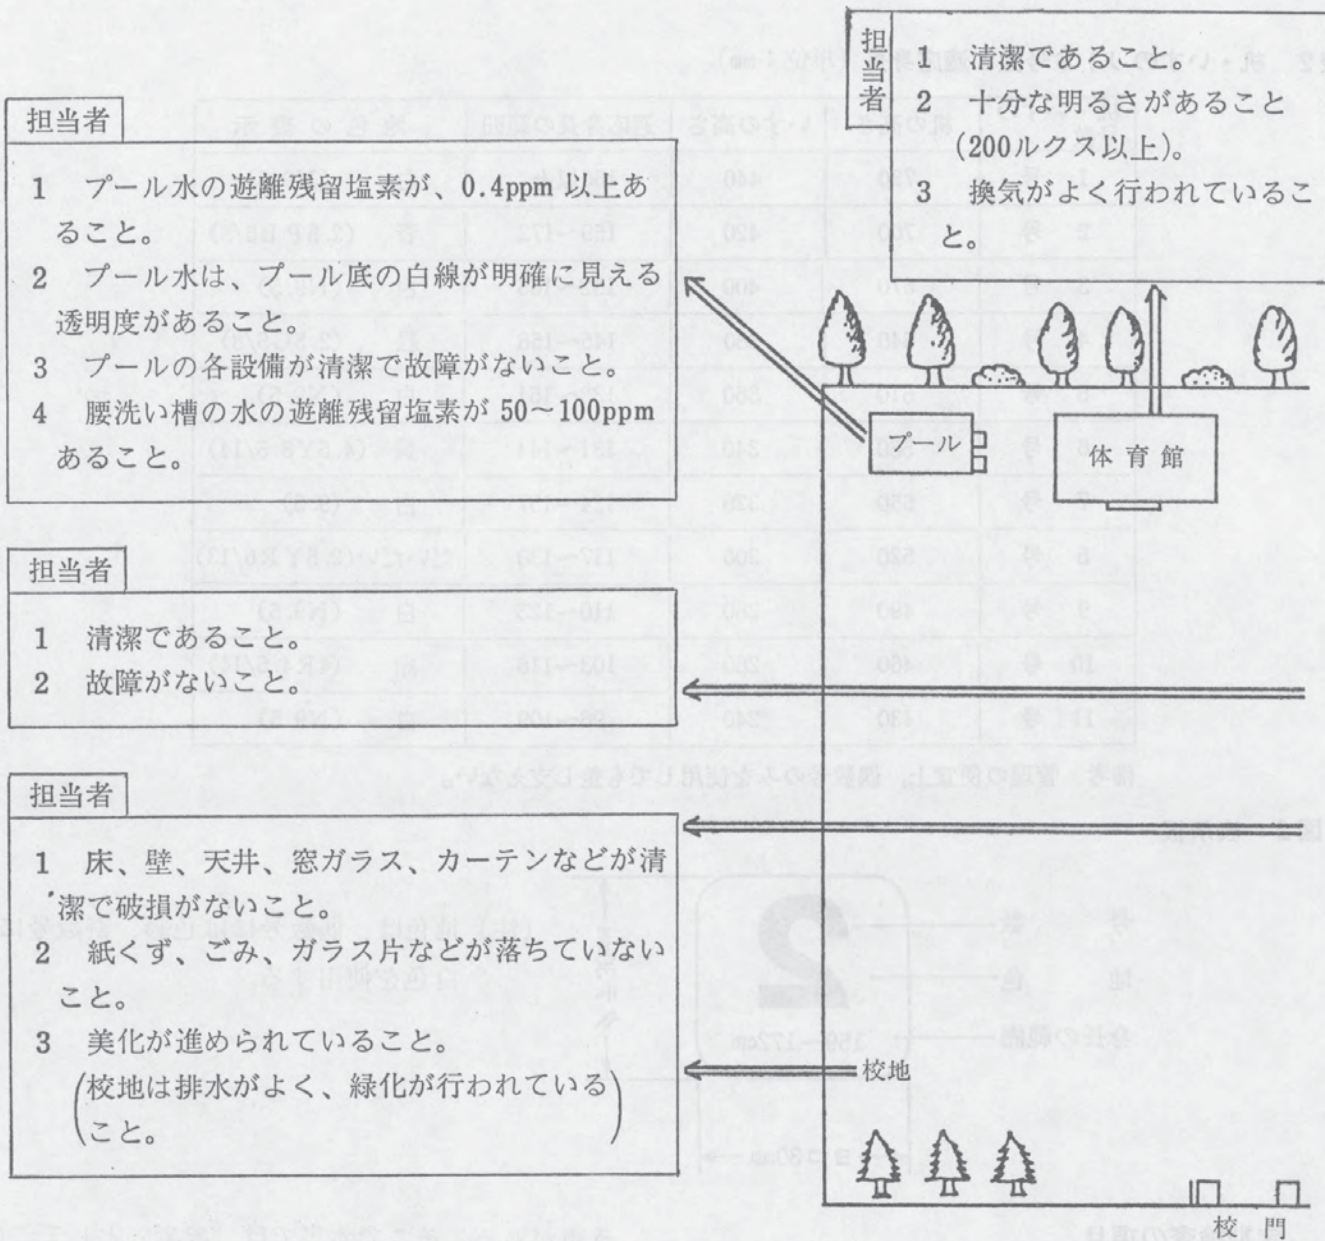 担当者
1 清潔であること。
2 十分な明るさがあること
(200ルクス以上)。
3 換気がよく行われているこ
と。
担当者
1 プール水の遊離残留塩素が、0.4ppm 以上あ
ること。
2 プール水は、プール底の白線が明確に見える
透明度があること。
3 プールの各設備が清潔で故障がないこと。
4 腰洗い槽の水の遊離残留塩素が 50〜100ppm
あること。
プール
体育館
担当者
1 清潔であること。
2 故障がないこと。
担当者
1 床、壁、天井、窓ガラス、カーテンなどが清
潔で破損がないこと。
2 紙くず、ごみ、ガラス片などが落ちていない
こと。
3 美化が進められていること。
(校地は排水がよく、緑化が行われている
こと。)
校地
校門